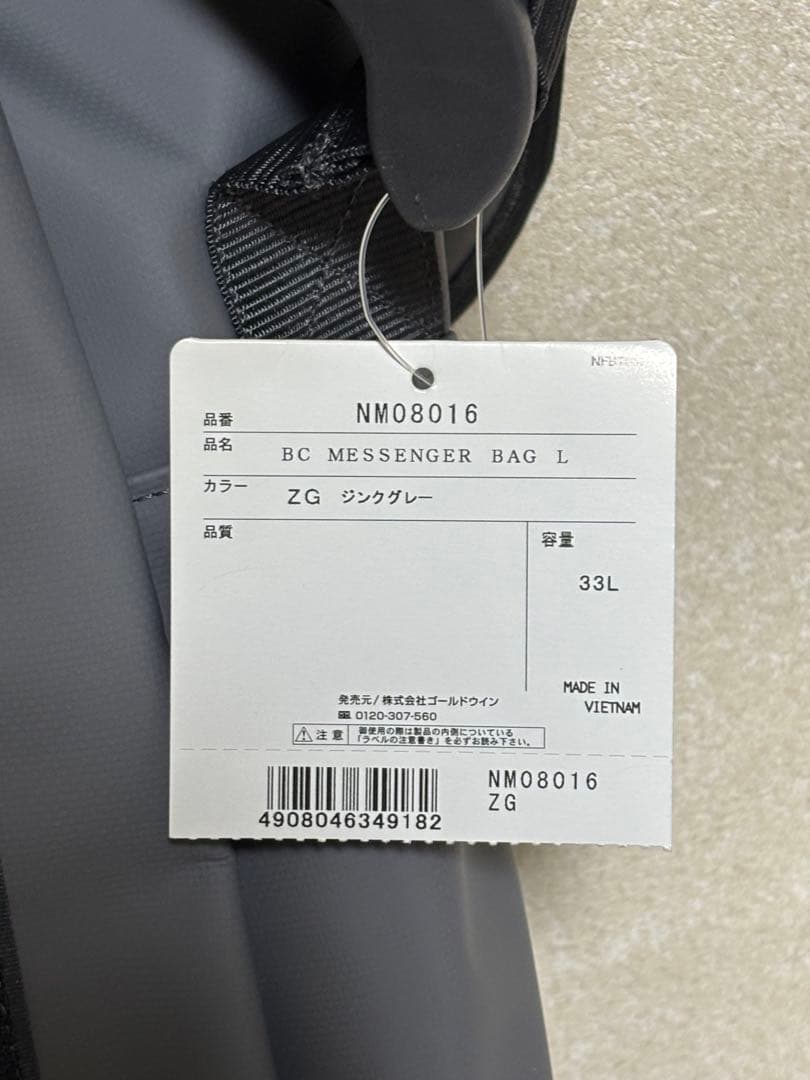 品番 NM08016
品名 BC MESSENGER BAG L
カラー ZG ジンクグレー
品質
容量
33L
MADE IN
VIETNAM
発売元/株式会社ゴールドウイン
0120-307-560
注意
御使用の際は製品の内側についている
「ラベルの注意書き」を必ずお読み下さい。
4908046349182
NM08016
ZG